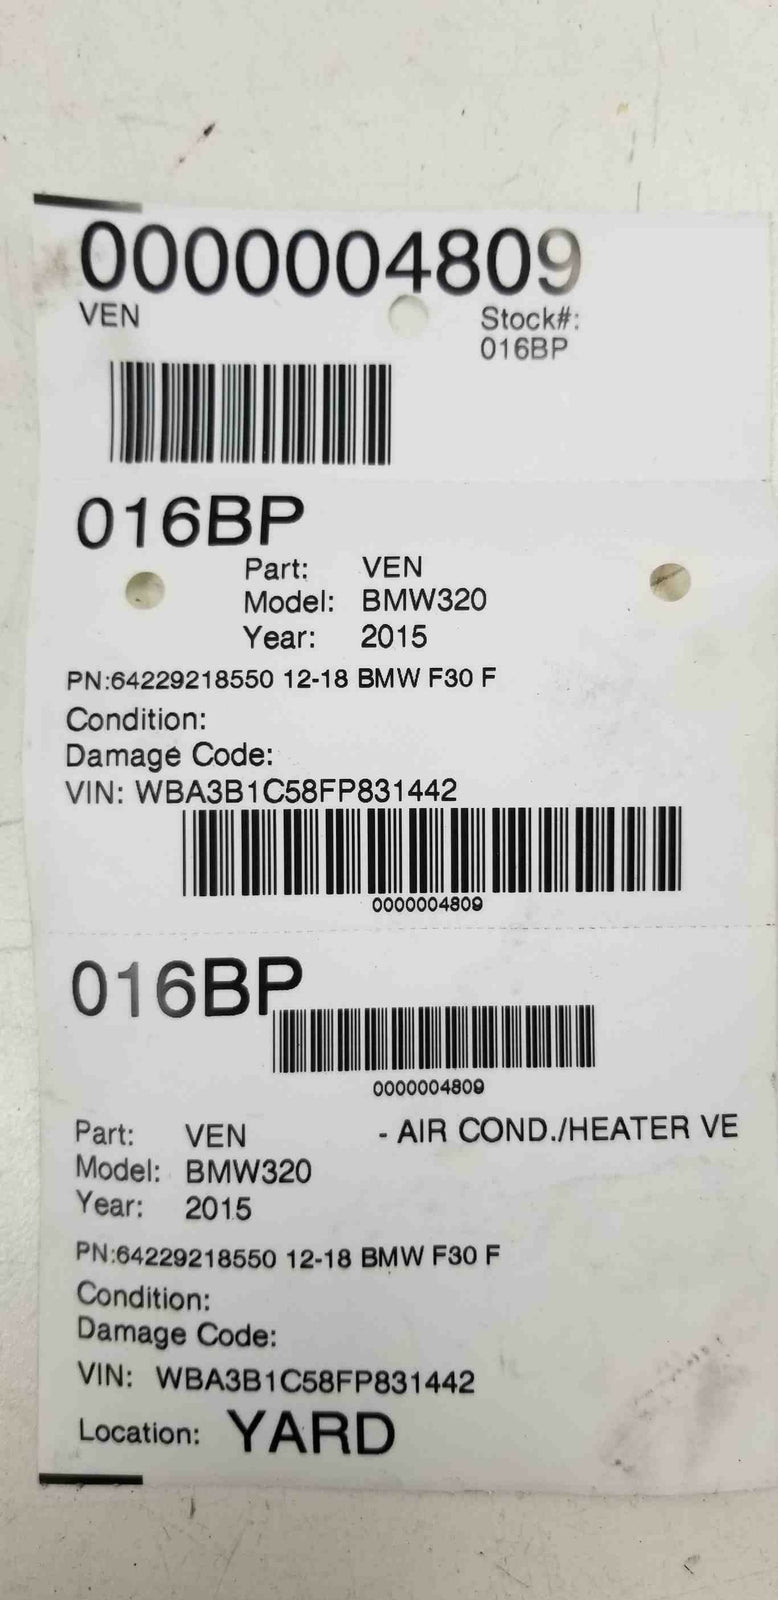 0000004809
VEN
Stock#:
016BP
016BP
Part: VEN
Model: BMW320
Year: 2015
PN:64229218550 12-18 BMW F30 F
Condition:
Damage Code:
VIN: WBA3B1C58FP831442
0000004809
016BP
0000004809
Part: VEN - AIR COND./HEATER VE
Model: BMW320
Year: 2015
PN:64229218550 12-18 BMW F30 F
Condition:
Damage Code:
VIN: WBA3B1C58FP831442
Location: YARD